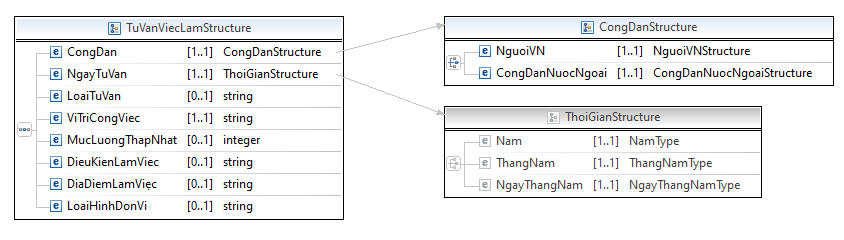 TuVanViecLamStructure
CongDan [1..1] CongDanStructure
NgayTuVan [1..1] ThoiGianStructure
LoaiTuVan [0..1] string
ViTriCongViec [1..1] string
MucLuongThapNhat [0..1] integer
DieuKienLamViec [0..1] string
DiaDiemLamViẹc [0..1] string
LoaiHinhDonVi [0..1] string
CongDanStructure
NguoiVN [1..1] NguoiVNStructure
CongDanNuocNgoai [1..1] CongDanNuocNgoaiStructure
ThoiGianStructure
Nam [1..1] NamType
ThangNam [1..1] ThangNamType
NgayThangNam [1..1] NgayThangNamType